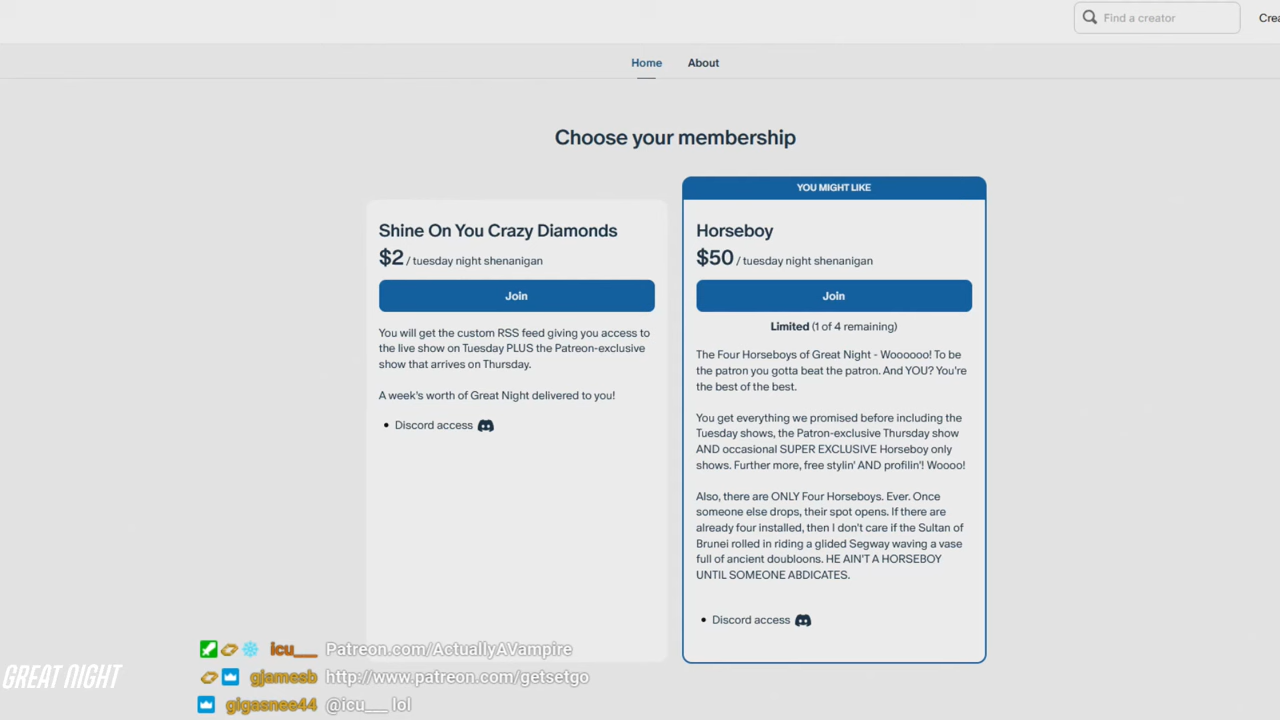 Find a creator
Crea
Home
About
Choose your membership
YOU MIGHT LIKE
Shine On You Crazy Diamonds
$2 / tuesday night shenanigan
Join
You will get the custom RSS feed giving you access to
the live show on Tuesday PLUS the Patreon-exclusive
show that arrives on Thursday.
A week's worth of Great Night delivered to you!
• Discord access
Horseboy
$50 / tuesday night shenanigan
Join
Limited (1 of 4 remaining)
The Four Horseboys of Great Night - Woooooo! To be
the patron you gotta beat the patron. And YOU? You're
the best of the best.
You get everything we promised before including the
Tuesday shows, the Patron-exclusive Thursday show
AND occasional SUPER EXCLUSIVE Horseboy only
shows. Further more, free stylin' AND profilin'! Woooo!
Also, there are ONLY Four Horseboys. Ever. Once
someone else drops, their spot opens. If there are
already four installed, then I don't care if the Sultan of
Brunei rolled in riding a glided Segway waving a vase
full of ancient doubloons. HE AIN'T A HORSEBOY
UNTIL SOMEONE ABDICATES.
• Discord access
GREAT NIGHT
icu___ Patreon.com/ActuallyAVampire
gjamesb http://www.patreon.com/getsetgo
gigasnee44 @icu___ lol